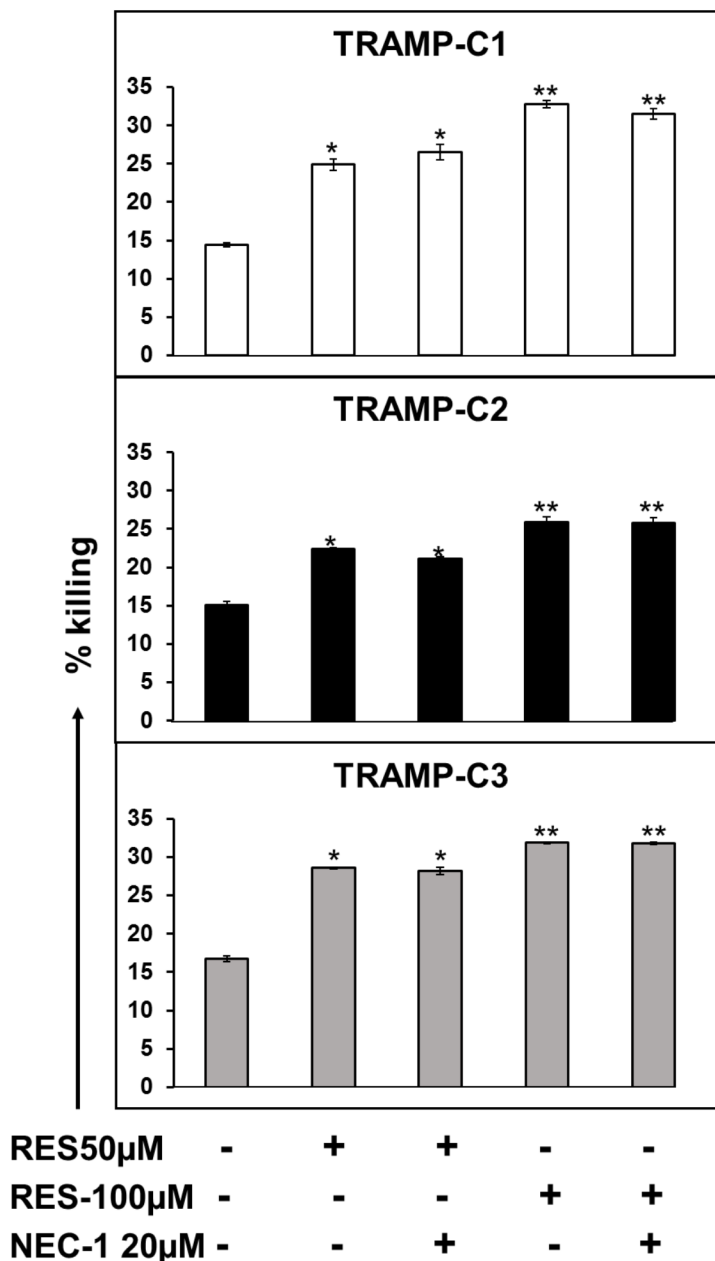 TRAMP-C1
35
30
25
20
15
10
5
0
* * ** **
TRAMP-C2
35
30
25
20
15
10
5
0
* * ** **
% killing
TRAMP-C3
35
30
25
20
15
10
5
0
* * ** **
RES50µM - + + - -
RES-100µM - - - + +
NEC-1 20µM - - + - +